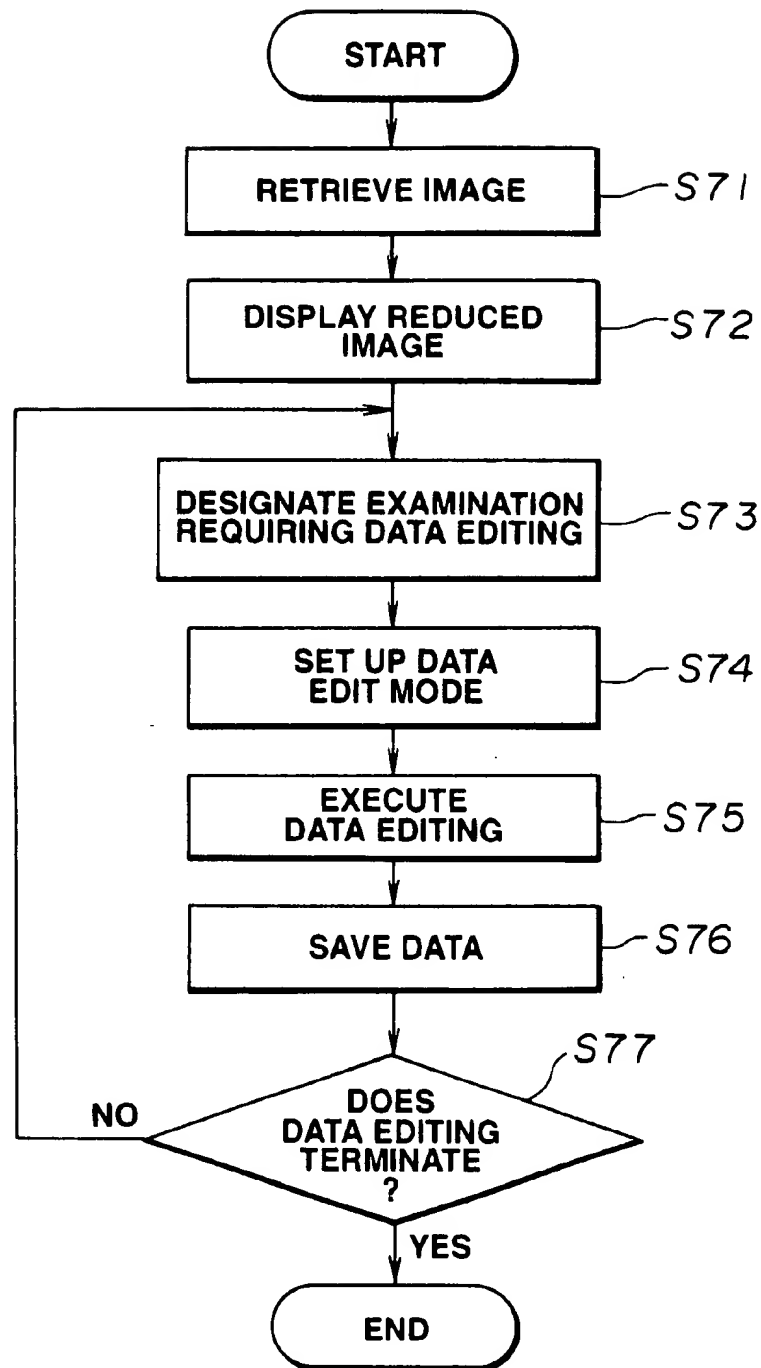 START
RETRIEVE IMAGE
S71
DISPLAY REDUCED
IMAGE
S72
DESIGNATE EXAMINATION
REQUIRING DATA EDITING
S73
SET UP DATA
EDIT MODE
S74
EXECUTE
DATA EDITING
S75
SAVE DATA
S76
S77
DOES
DATA EDITING
TERMINATE
?
NO
YES
END